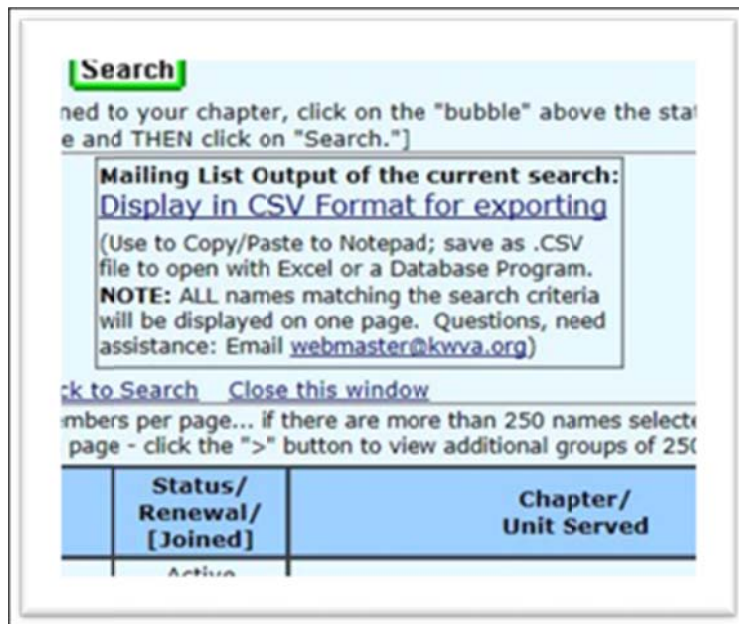 Search
ned to your chapter, click on the "bubble" above the sta
e and THEN click on "Search."]
Mailing List Output of the current search:
Display in CSV Format for exporting
(Use to Copy/Paste to Notepad; save as .CSV
file to open with Excel or a Database Program.
NOTE: ALL names matching the search criteria
will be displayed on one page. Questions, need
assistance: Email webmaster@kwva.org)
ck to Search Close this window
mbers per page... if there are more than 250 names selecte
page - click the ">" button to view additional groups of 250
Status/
Renewal/
[Joined]
Chapter/
Unit Served
Active